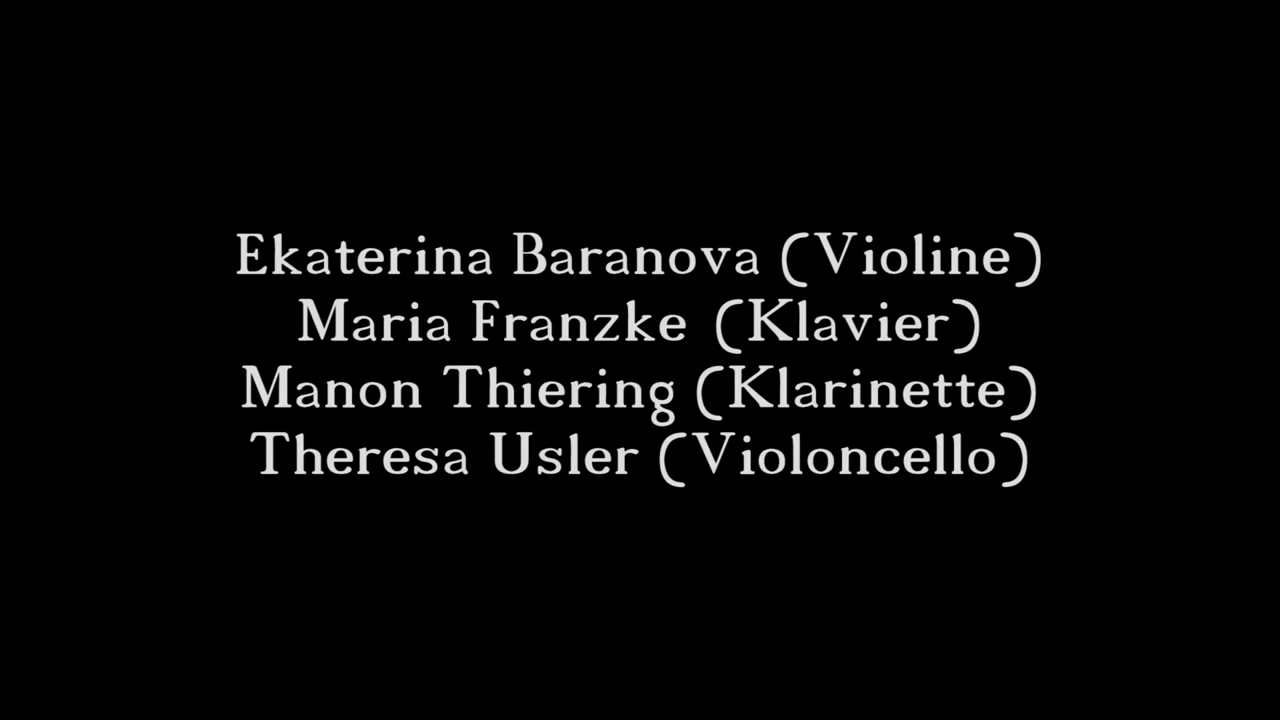 Ekaterina Baranova (Violine)
Maria Franzke (Klavier)
Manon Thiering (Klarinette)
Theresa Usler (Violoncello)